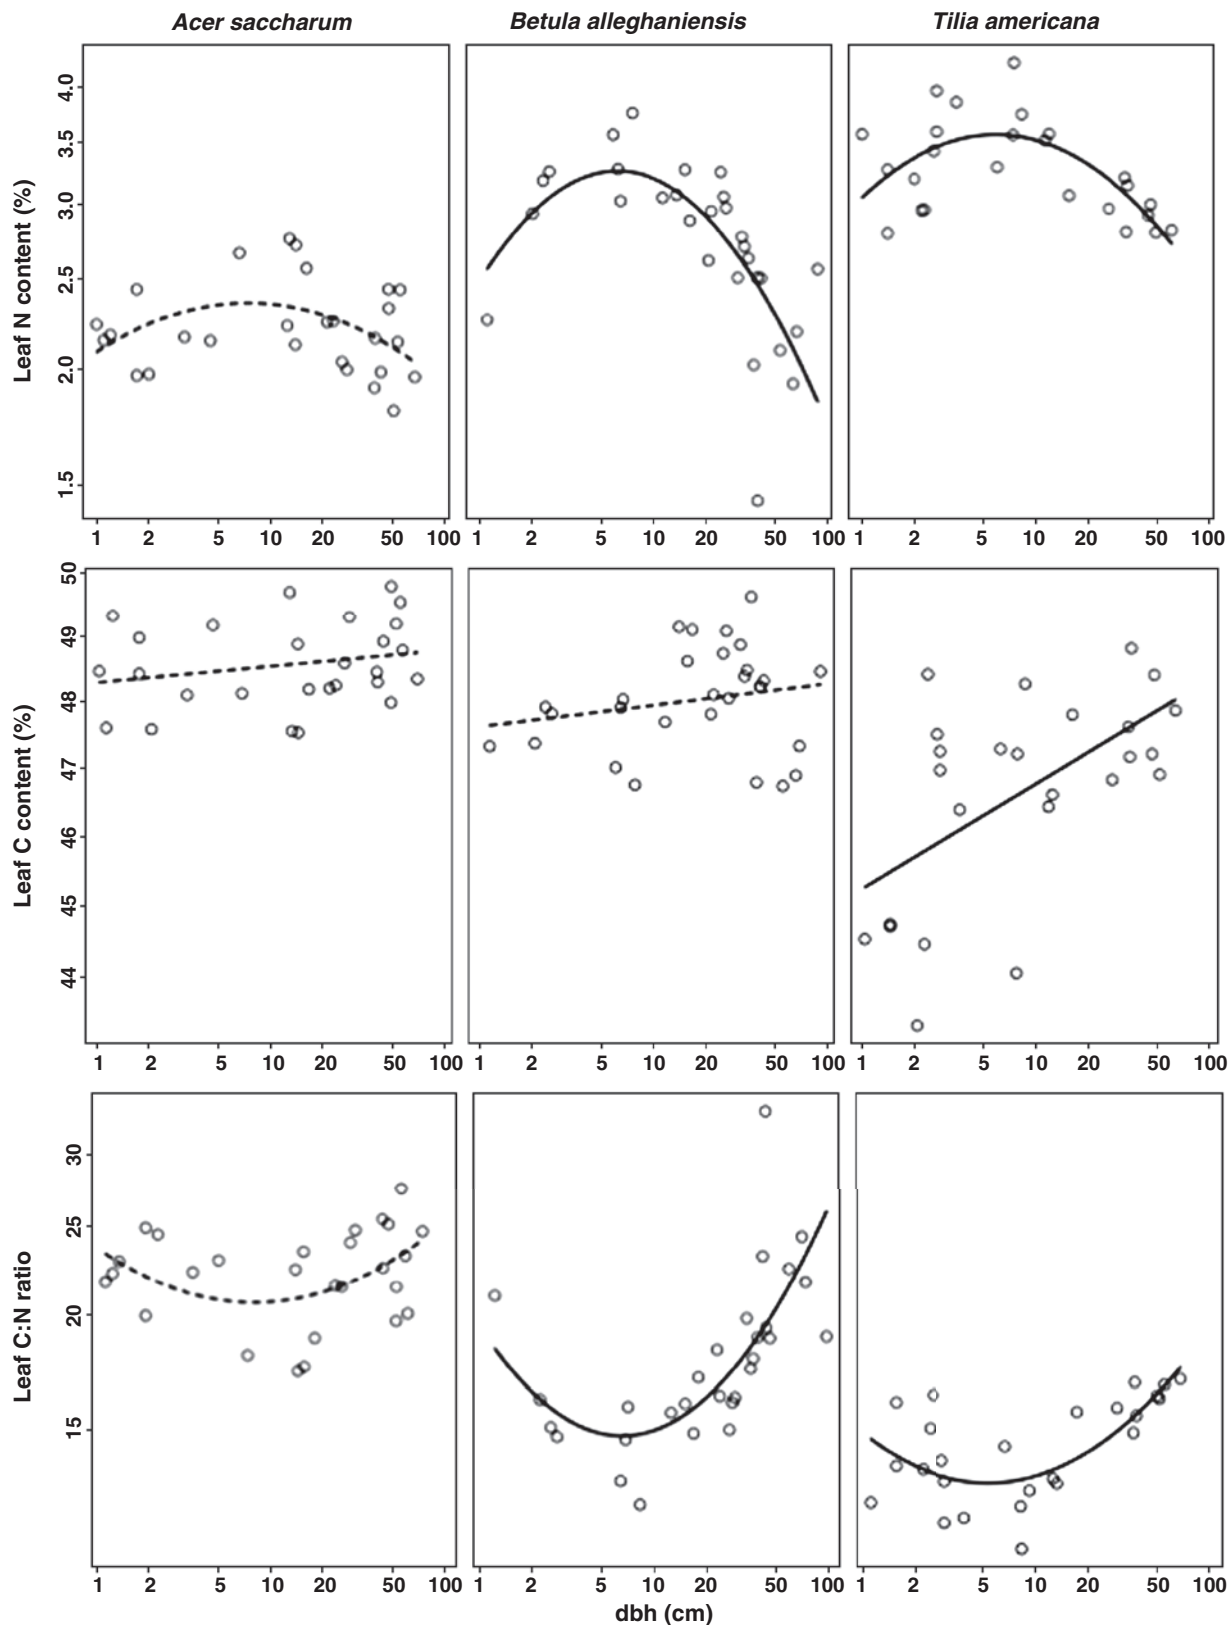 Acer saccharum Betula alleghaniensis Tilia americana
Leaf N content (%)
4.0
3.5
3.0
2.5
2.0
1.5
1 2 5 10 20 50 100 1 2 5 10 20 50 100 1 2 5 10 20 50 100
Leaf C content (%)
50
49
48
47
46
45
44
1 2 5 10 20 50 100 1 2 5 10 20 50 100 1 2 5 10 20 50 100
Leaf C:N ratio
30
25
20
15
1 2 5 10 20 50 100 1 2 5 10 20 50 100 1 2 5 10 20 50 100
dbh (cm)